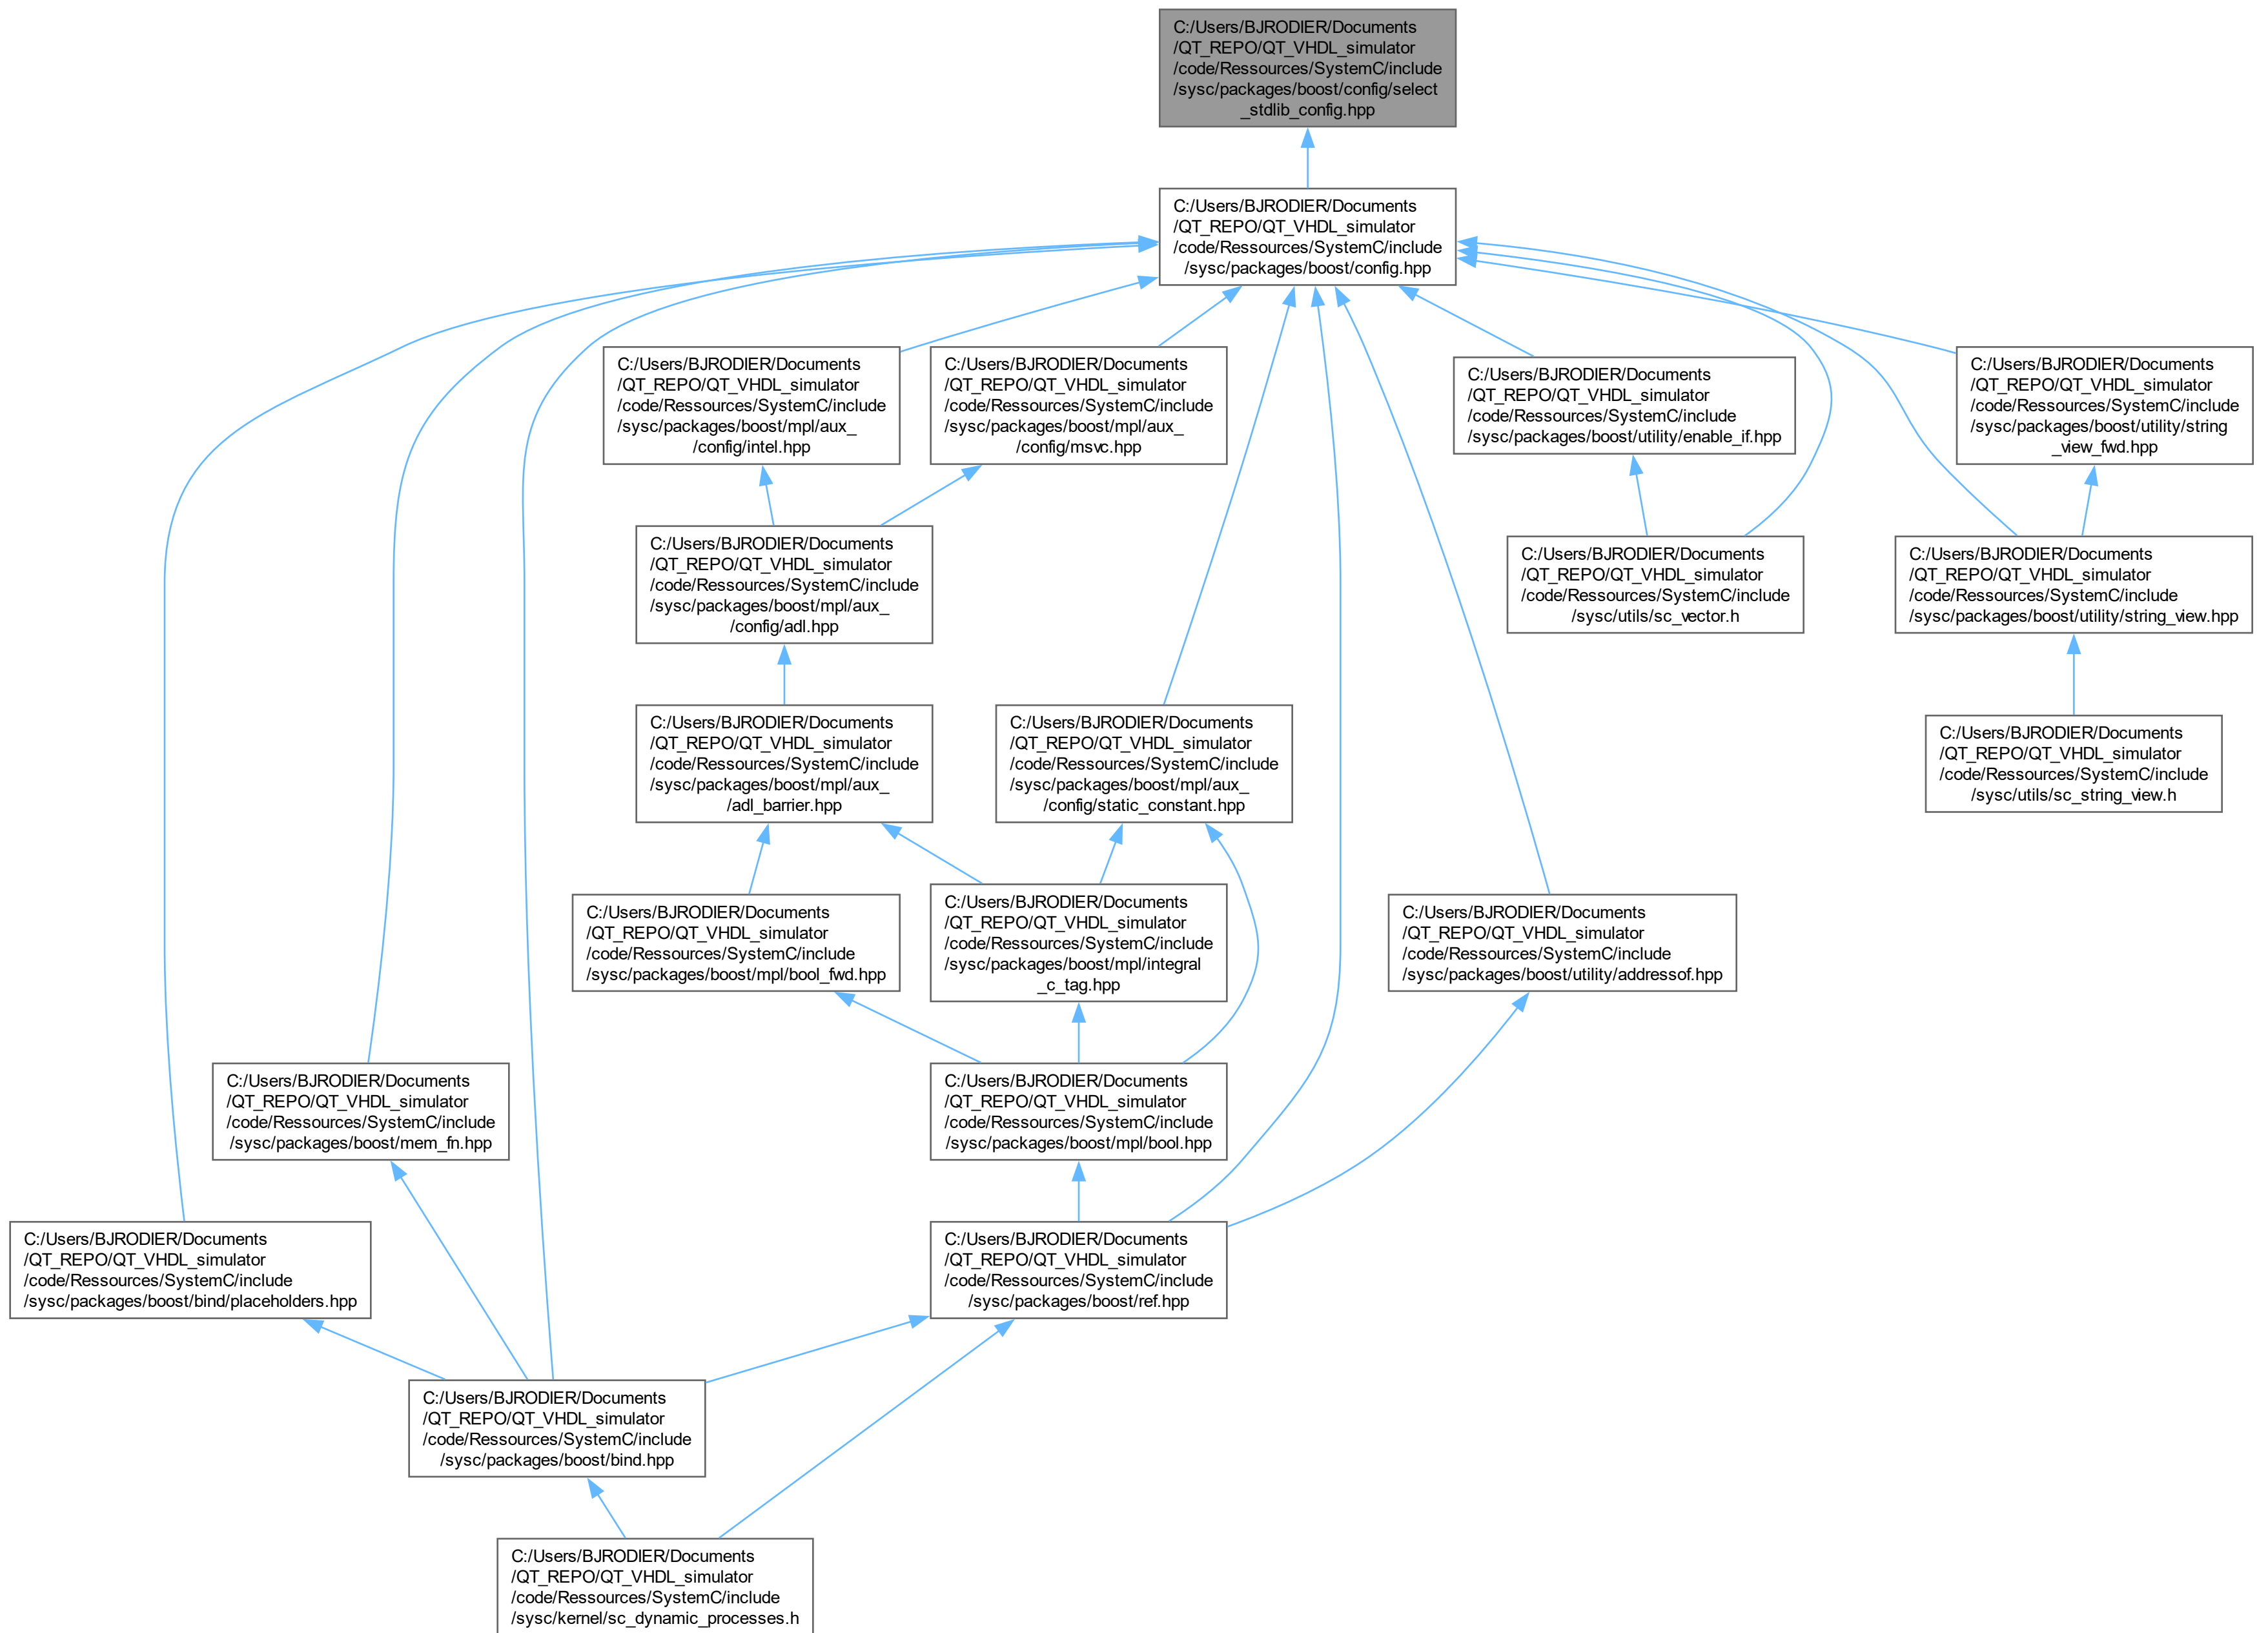 C:/Users/BJRODIER/Documents
/QT_REPO/QT_VHDL_simulator
/code/Ressources/SystemC/include
/sysc/packages/boost/config/select
_stdlib_config.hpp
C:/Users/BJRODIER/Documents
/QT_REPO/QT_VHDL_simulator
/code/Ressources/SystemC/include
/sysc/packages/boost/config.hpp
C:/Users/BJRODIER/Documents
/QT_REPO/QT_VHDL_simulator
/code/Ressources/SystemC/include
/sysc/packages/boost/mpl/aux_
/config/intel.hpp
C:/Users/BJRODIER/Documents
/QT_REPO/QT_VHDL_simulator
/code/Ressources/SystemC/include
/sysc/packages/boost/mpl/aux_
/config/msvc.hpp
C:/Users/BJRODIER/Documents
/QT_REPO/QT_VHDL_simulator
/code/Ressources/SystemC/include
/sysc/packages/boost/utility/enable_if.hpp
C:/Users/BJRODIER/Documents
/QT_REPO/QT_VHDL_simulator
/code/Ressources/SystemC/include
/sysc/packages/boost/utility/string
_view_fwd.hpp
C:/Users/BJRODIER/Documents
/QT_REPO/QT_VHDL_simulator
/code/Ressources/SystemC/include
/sysc/packages/boost/mpl/aux_
/config/adl.hpp
C:/Users/BJRODIER/Documents
/QT_REPO/QT_VHDL_simulator
/code/Ressources/SystemC/include
/sysc/utils/sc_vector.h
C:/Users/BJRODIER/Documents
/QT_REPO/QT_VHDL_simulator
/code/Ressources/SystemC/include
/sysc/packages/boost/utility/string_view.hpp
C:/Users/BJRODIER/Documents
/QT_REPO/QT_VHDL_simulator
/code/Ressources/SystemC/include
/sysc/packages/boost/mpl/aux_
/adl_barrier.hpp
C:/Users/BJRODIER/Documents
/QT_REPO/QT_VHDL_simulator
/code/Ressources/SystemC/include
/sysc/packages/boost/mpl/aux_
/config/static_constant.hpp
C:/Users/BJRODIER/Documents
/QT_REPO/QT_VHDL_simulator
/code/Ressources/SystemC/include
/sysc/utils/sc_string_view.h
C:/Users/BJRODIER/Documents
/QT_REPO/QT_VHDL_simulator
/code/Ressources/SystemC/include
/sysc/packages/boost/mpl/bool_fwd.hpp
C:/Users/BJRODIER/Documents
/QT_REPO/QT_VHDL_simulator
/code/Ressources/SystemC/include
/sysc/packages/boost/mpl/integral
_c_tag.hpp
C:/Users/BJRODIER/Documents
/QT_REPO/QT_VHDL_simulator
/code/Ressources/SystemC/include
/sysc/packages/boost/utility/addressof.hpp
C:/Users/BJRODIER/Documents
/QT_REPO/QT_VHDL_simulator
/code/Ressources/SystemC/include
/sysc/packages/boost/mem_fn.hpp
C:/Users/BJRODIER/Documents
/QT_REPO/QT_VHDL_simulator
/code/Ressources/SystemC/include
/sysc/packages/boost/mpl/bool.hpp
C:/Users/BJRODIER/Documents
/QT_REPO/QT_VHDL_simulator
/code/Ressources/SystemC/include
/sysc/packages/boost/bind/placeholders.hpp
C:/Users/BJRODIER/Documents
/QT_REPO/QT_VHDL_simulator
/code/Ressources/SystemC/include
/sysc/packages/boost/ref.hpp
C:/Users/BJRODIER/Documents
/QT_REPO/QT_VHDL_simulator
/code/Ressources/SystemC/include
/sysc/packages/boost/bind.hpp
C:/Users/BJRODIER/Documents
/QT_REPO/QT_VHDL_simulator
/code/Ressources/SystemC/include
/sysc/kernel/sc_dynamic_processes.h